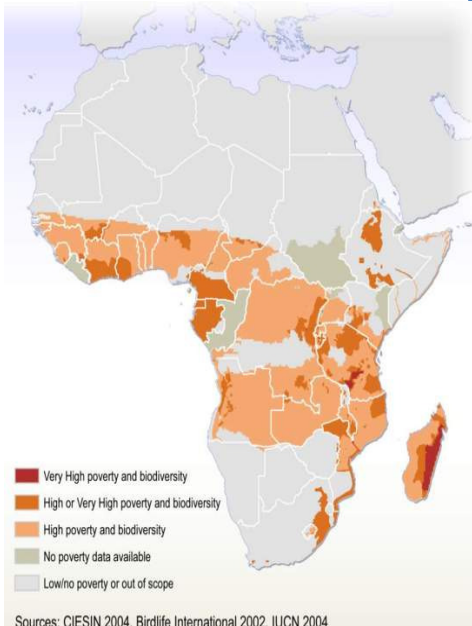 Very High poverty and biodiversity
High or Very High poverty and biodiversity
High poverty and biodiversity
No poverty data available
Low/no poverty or out of scope
Sources: CIESIN 2004, Birdlife International 2002, IUCN 2004